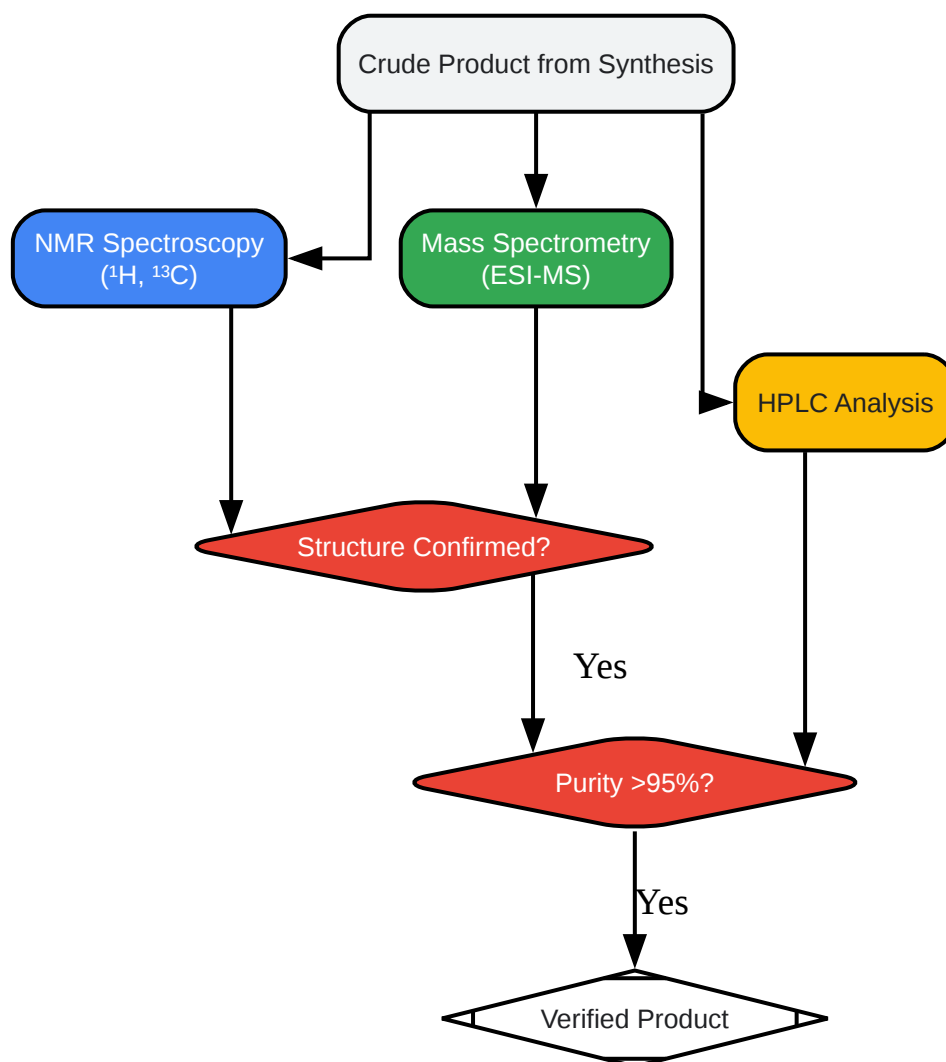 Crude Product from Synthesis
NMR Spectroscopy
(¹H, ¹³C)
Mass Spectrometry
(ESI-MS)
HPLC Analysis
Structure Confirmed?
Yes
Purity >95%?
Yes
Verified Product